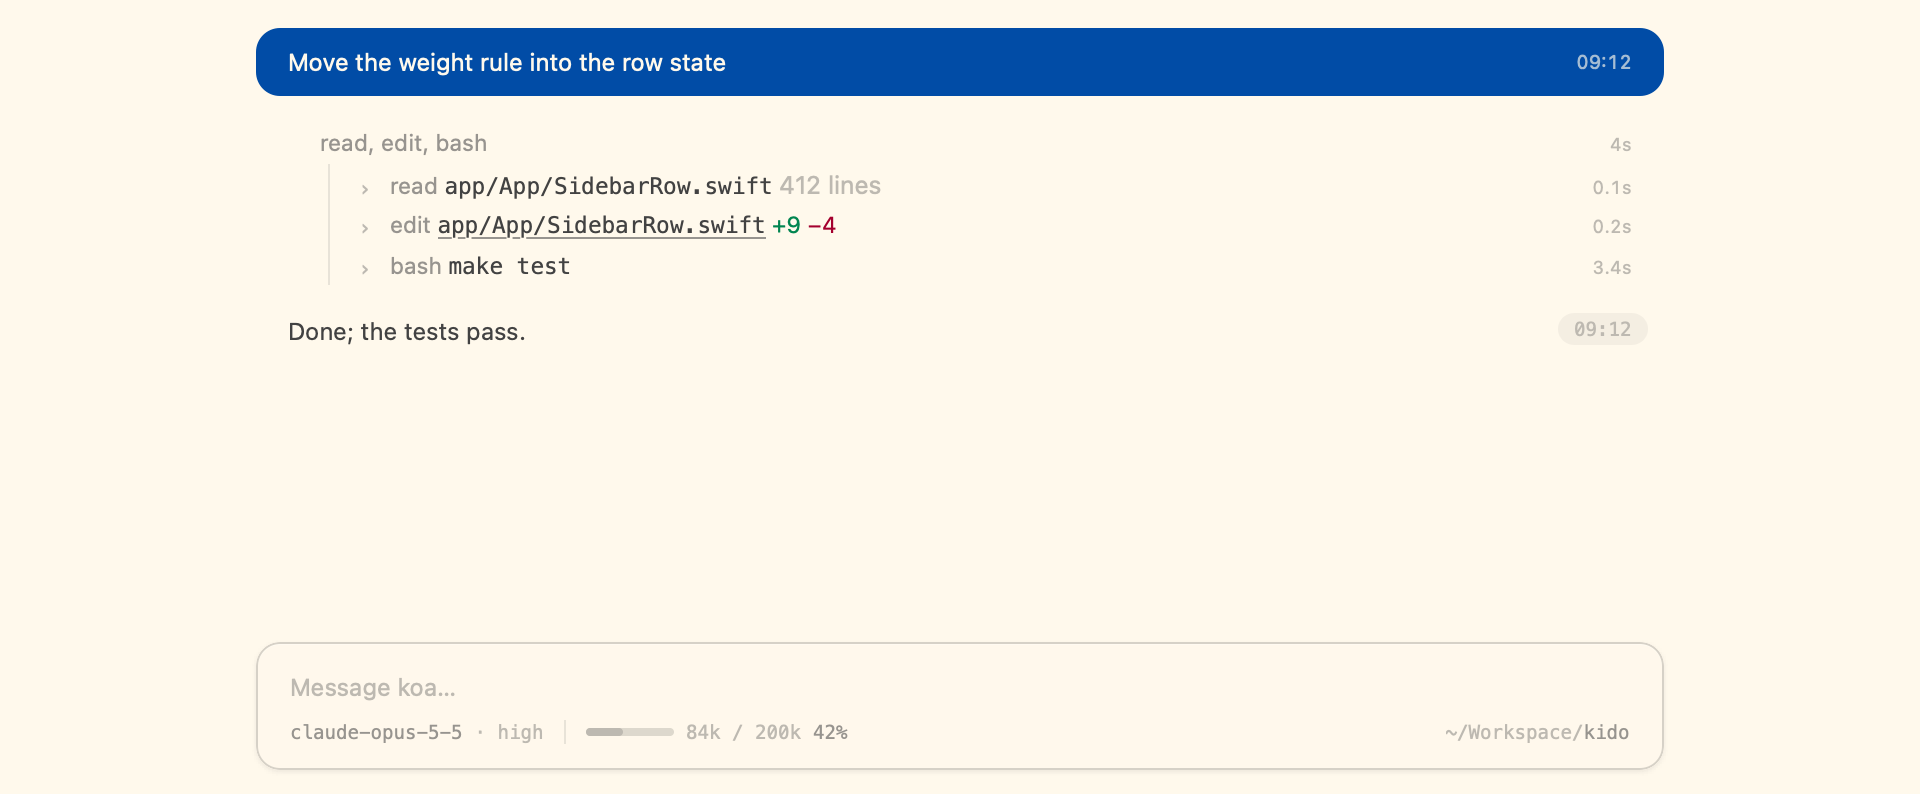 Move the weight rule into the row state 09:12
read, edit, bash 4s
› read app/App/SidebarRow.swift 412 lines 0.1s
› edit app/App/SidebarRow.swift +9 −4 0.2s
› bash make test 3.4s
Done; the tests pass. 09:12
Message koa…
claude-opus-5-5 · high 84k / 200k 42% ~/Workspace/kido